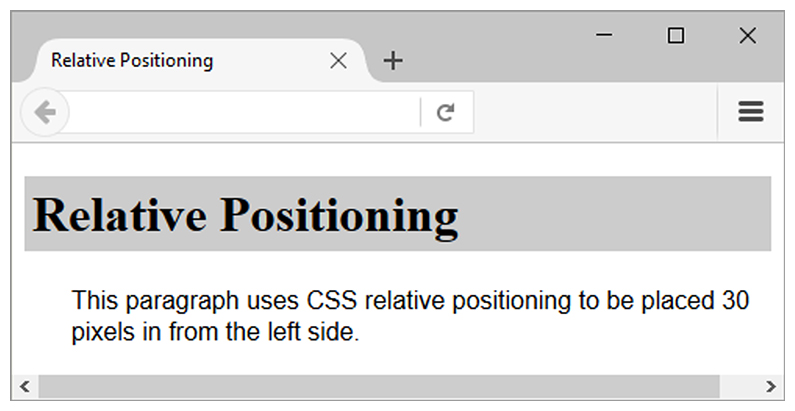 Relative Positioning
Relative Positioning
This paragraph uses CSS relative positioning to be placed 30
pixels in from the left side.